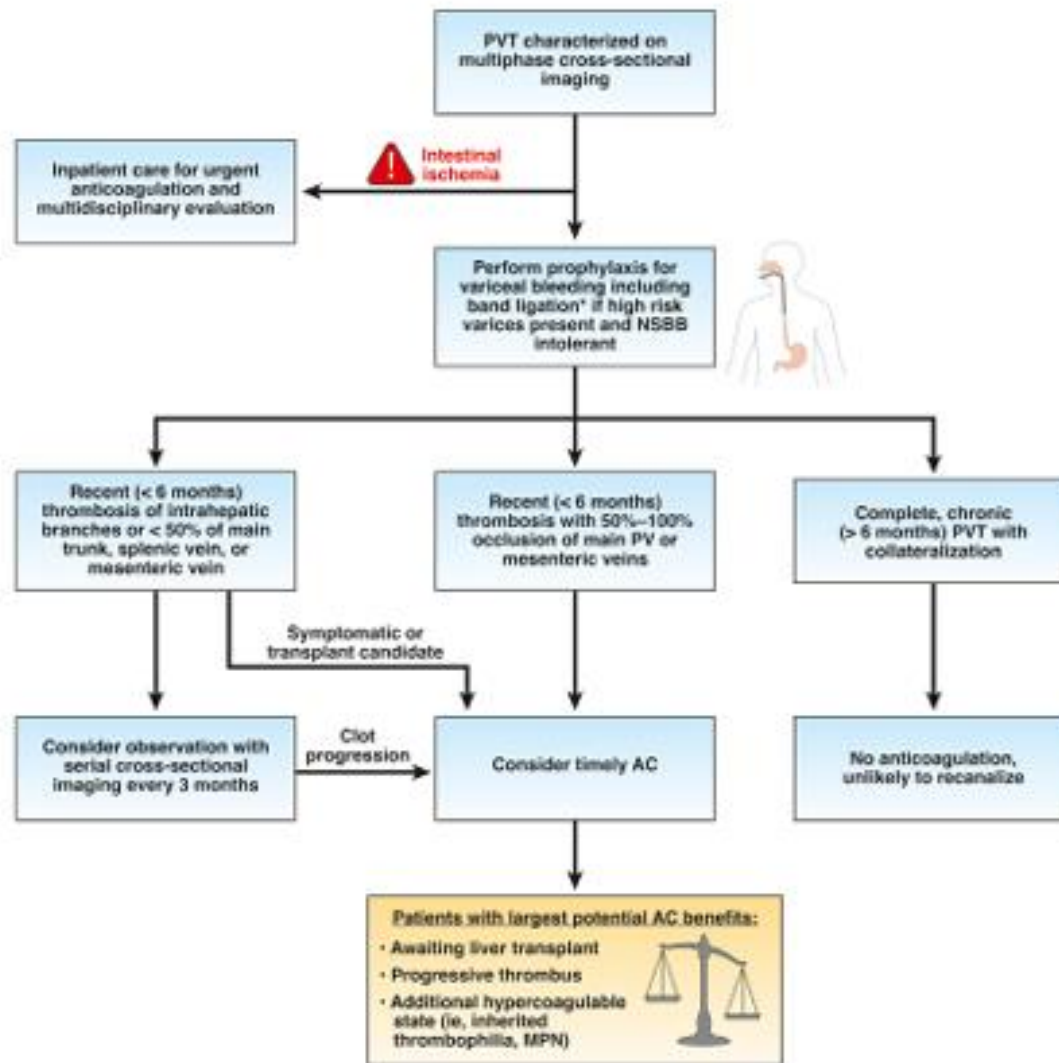 PVT characterized on
multiphase cross-sectional
imaging
Intestinal
ischemia
Inpatient care for urgent
anticoagulation and
multidisciplinary evaluation
Perform prophylaxis for
variceal bleeding including
band ligation* if high risk
varices present and NSBB
intolerant
Recent (< 6 months)
thrombosis of intrahepatic
branches or < 50% of main
trunk, splenic vein, or
mesenteric vein
Recent (< 6 months)
thrombosis with 50%–100%
occlusion of main PV or
mesenteric veins
Complete, chronic
(> 6 months) PVT with
collateralization
Symptomatic or
transplant candidate
Consider observation with
serial cross-sectional
imaging every 3 months
Clot
progression
Consider timely AC
No anticoagulation,
unlikely to recanalize
Patients with largest potential AC benefits:
• Awaiting liver transplant
• Progressive thrombus
• Additional hypercoagulable
state (ie, inherited
thrombophilia, MPN)